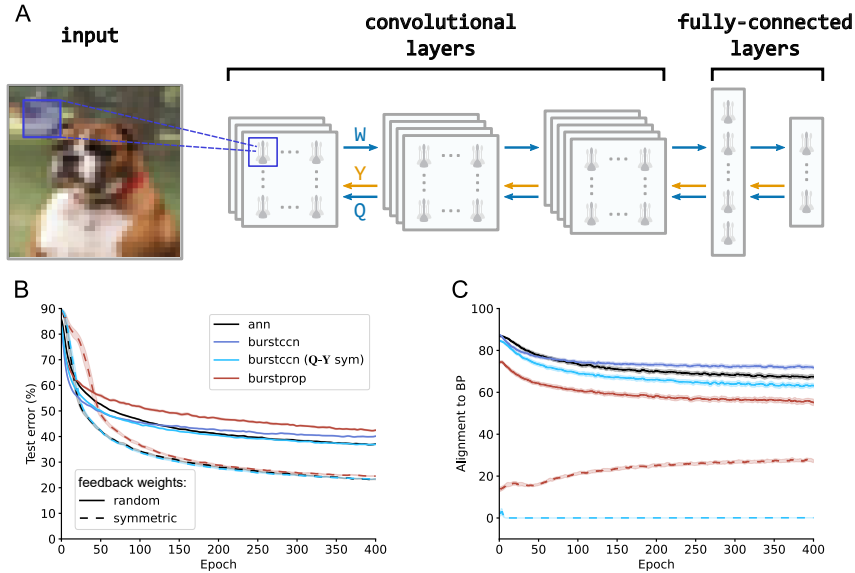 A
input
convolutional
layers
fully-connected
layers
W
Y
Q
B
90
80
70
60
50
40
30
20
10
0
Test error (%)
0 50 100 150 200 250 300 350 400
Epoch
ann
burstccn
burstccn (Q-Y sym)
burstprop
feedback weights:
random
symmetric
C
100
80
60
40
20
0
Alignment to BP
0 50 100 150 200 250 300 350 400
Epoch